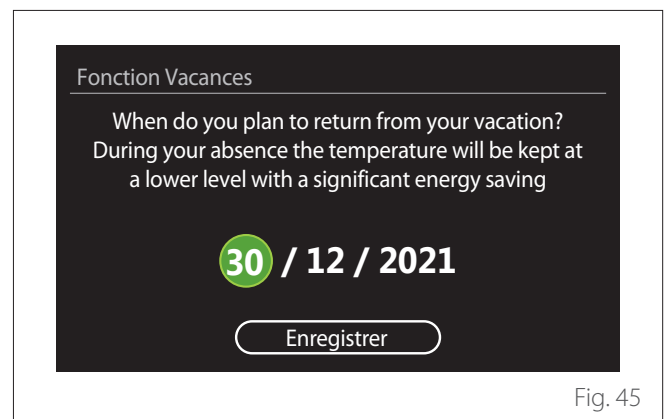 Fonction Vacances
When do you plan to return from your vacation?
During your absence the temperature will be kept at
a lower level with a significant energy saving
30 / 12 / 2021
Enregistrer
Fig. 45